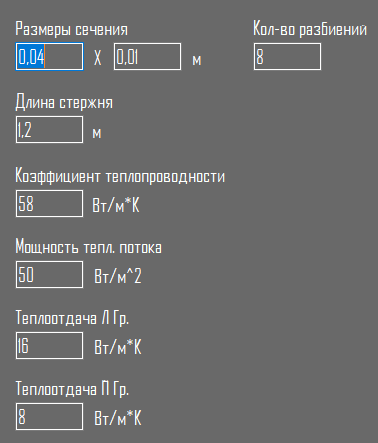 Размеры сечения Кол-во разбиений
0,04 X 0,01 м 8
Длина стержня
1,2 м
Коэффициент теплопроводности
58 Вт/м*К
Мощность тепл. потока
50 Вт/м^2
Теплоотдача Л Гр.
16 Вт/м*К
Теплоотдача П Гр.
8 Вт/м*К